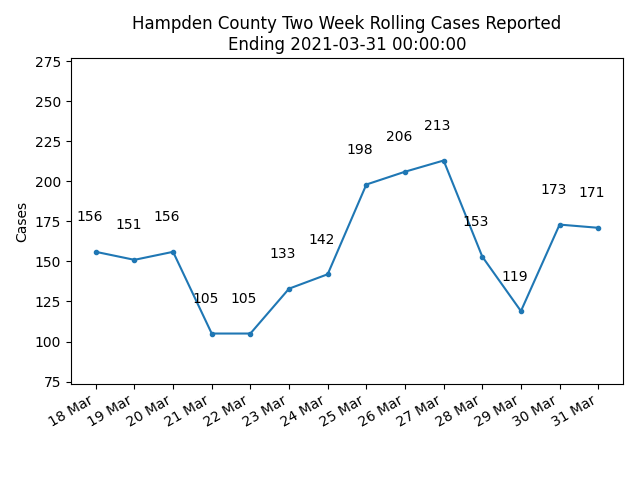 Hampden County Two Week Rolling Cases Reported
Ending 2021-03-31 00:00:00
Cases
275
250
225
200
175
150
125
100
75
156
151
156
105
105
133
142
198
206
213
153
119
173
171
18 Mar
19 Mar
20 Mar
21 Mar
22 Mar
23 Mar
24 Mar
25 Mar
26 Mar
27 Mar
28 Mar
29 Mar
30 Mar
31 Mar